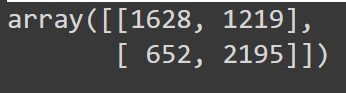 array([[1628, 1219],
       [ 652, 2195]])